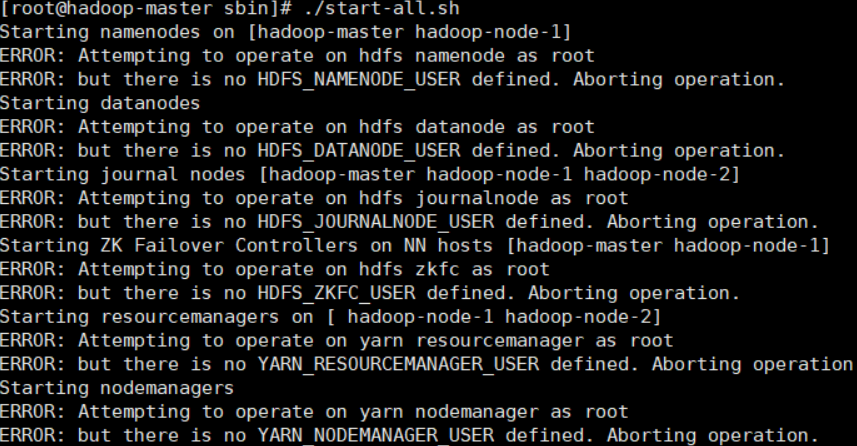 [root@hadoop-master sbin]# ./start-all.sh
Starting namenodes on [hadoop-master hadoop-node-1]
ERROR: Attempting to operate on hdfs namenode as root
ERROR: but there is no HDFS_NAMENODE_USER defined. Aborting operation.
Starting datanodes
ERROR: Attempting to operate on hdfs datanode as root
ERROR: but there is no HDFS_DATANODE_USER defined. Aborting operation.
Starting journal nodes [hadoop-master hadoop-node-1 hadoop-node-2]
ERROR: Attempting to operate on hdfs journalnode as root
ERROR: but there is no HDFS_JOURNALNODE_USER defined. Aborting operation.
Starting ZK Failover Controllers on NN hosts [hadoop-master hadoop-node-1]
ERROR: Attempting to operate on hdfs zkfc as root
ERROR: but there is no HDFS_ZKFC_USER defined. Aborting operation.
Starting resourcemanagers on [ hadoop-node-1 hadoop-node-2]
ERROR: Attempting to operate on yarn resourcemanager as root
ERROR: but there is no YARN_RESOURCEMANAGER_USER defined. Aborting operation
Starting nodemanagers
ERROR: Attempting to operate on yarn nodemanager as root
ERROR: but there is no YARN_NODEMANAGER_USER defined. Aborting operation.